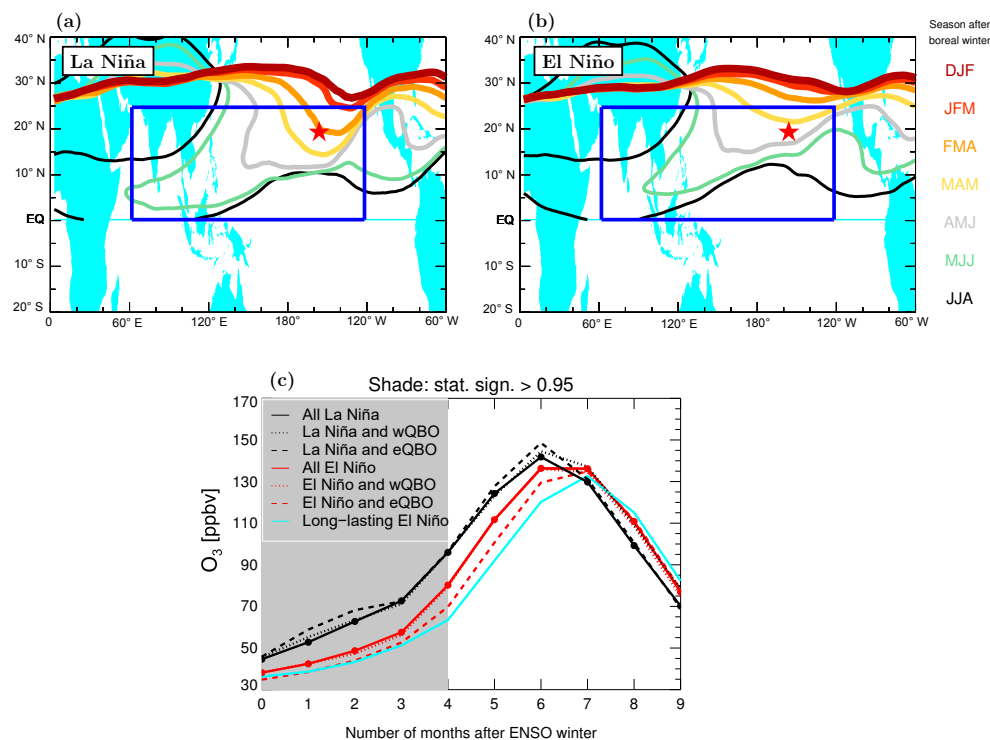 (a)
(b)
Season after
boreal winter
La Niña
El Niño
40° N
30° N
20° N
10° N
EQ
10° S
20° S
0
60° E
120° E
180°
120° W
60° W
40° N
30° N
20° N
10° N
EQ
10° S
20° S
0
60° E
120° E
180°
120° W
60° W
DJF
JFM
FMA
MAM
AMJ
MJJ
JJA
(c)
Shade: stat. sign. > 0.95
All La Niña
La Niña and wQBO
La Niña and eQBO
All El Niño
El Niño and wQBO
El Niño and eQBO
Long-lasting El Niño
O3 [ppbv]
170
150
130
110
90
70
50
30
0 1 2 3 4 5 6 7 8 9
Number of months after ENSO winter